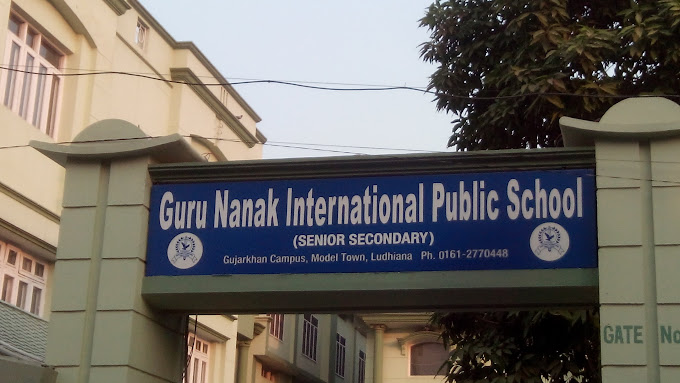 Guru Nanak International Public School
(SENIOR SECONDARY)
Gujarkhan Campus, Model Town, Ludhiana Ph. 0161-2770448
GATE No